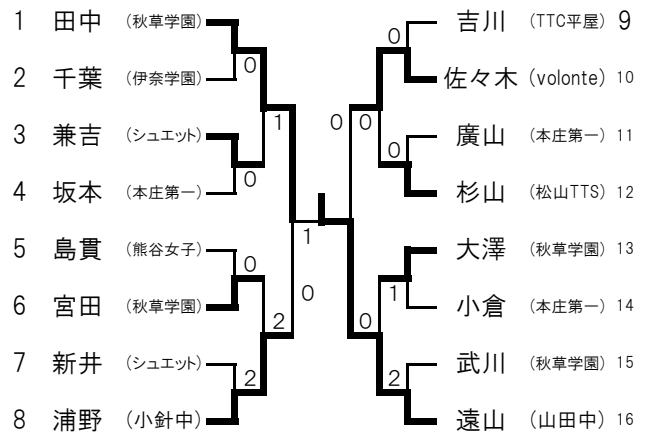 1 田中 (秋草学園)
2 千葉 (伊奈学園)
3 兼吉 (シュエット)
4 坂本 (本庄第一)
5 島貫 (熊谷女子)
6 宮田 (秋草学園)
7 新井 (シュエット)
8 浦野 (小針中)
0
0
0
2
1
2
1
0
0
0
0
0
0
1
2
吉川 (TTC平屋) 9
佐々木 (volonte) 10
廣山 (本庄第一) 11
杉山 (松山TTS) 12
大澤 (秋草学園) 13
小倉 (本庄第一) 14
武川 (秋草学園) 15
遠山 (山田中) 16